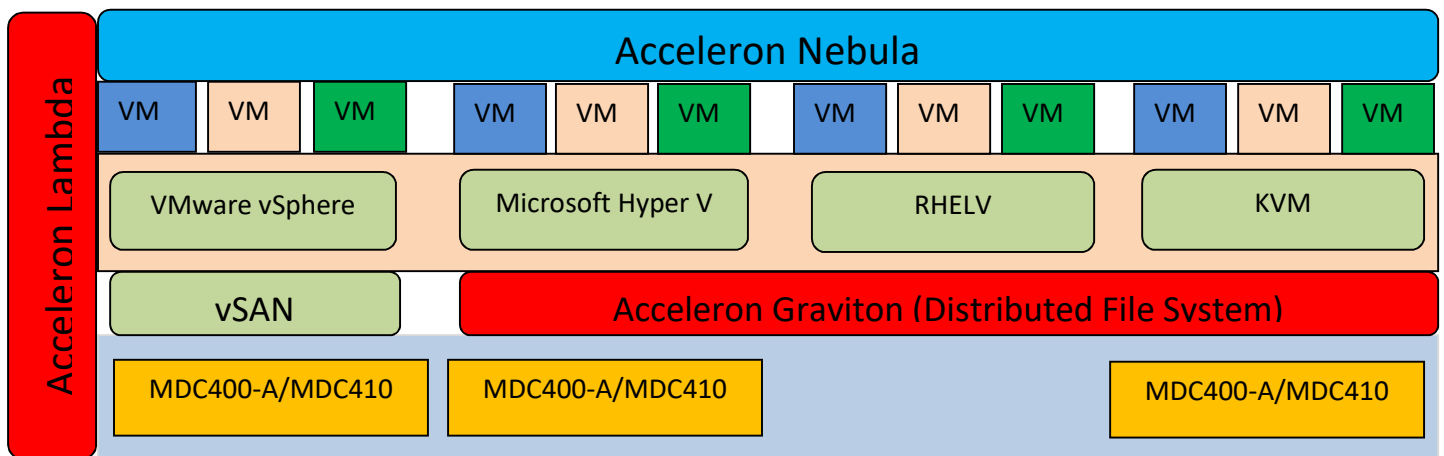 Acceleron Lambda
Acceleron Nebula
VM VM VM VM VM VM VM VM VM VM VM VM
VMware vSphere Microsoft Hyper V RHELV KVM
vSAN Acceleron Graviton (Distributed File System)
MDC400-A/MDC410 MDC400-A/MDC410 MDC400-A/MDC410